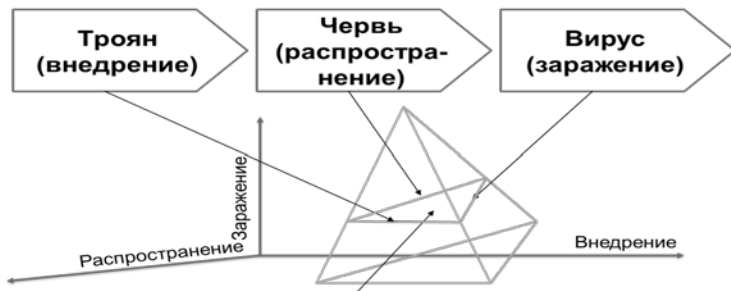 Троян
(внедрение)
Червь
(распростра-
нение)
Вирус
(заражение)
Заражение
Распространение
Внедрение